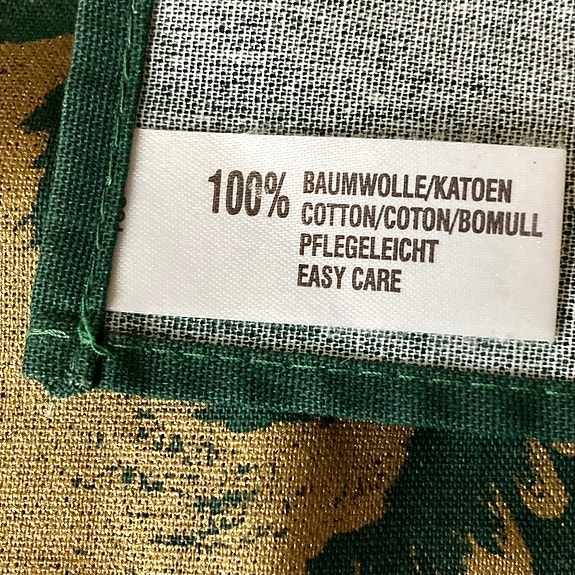 100% BAUMWOLLE/KATOEN
COTTON/COTON/BOMULL
PFLEGELEICHT
EASY CARE